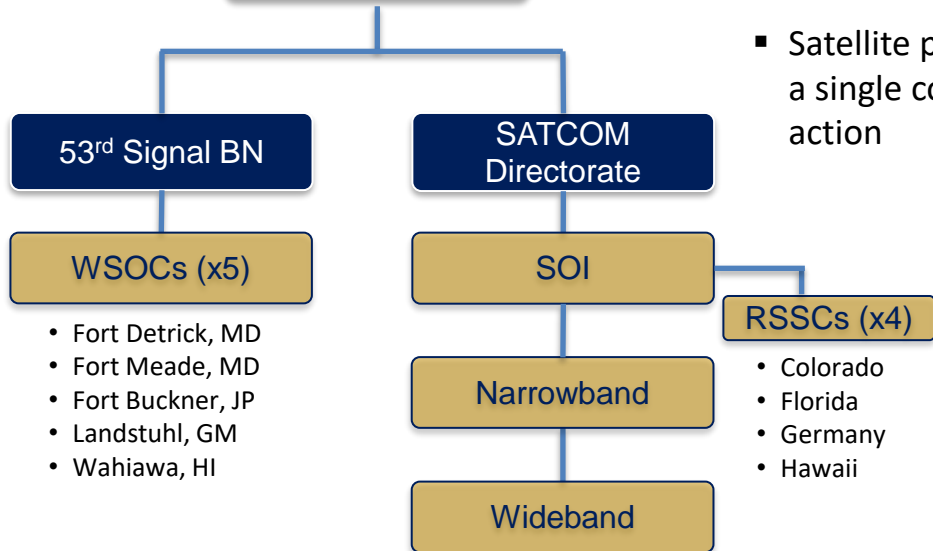 ▪ Satellite p
a single co
action
53rd Signal BN
SATCOM
Directorate
WSOCs (x5)
SOI
RSSCs (x4)
• Fort Detrick, MD
• Fort Meade, MD
• Fort Buckner, JP
• Landstuhl, GM
• Wahiawa, HI
Narrowband
• Colorado
• Florida
• Germany
• Hawaii
Wideband